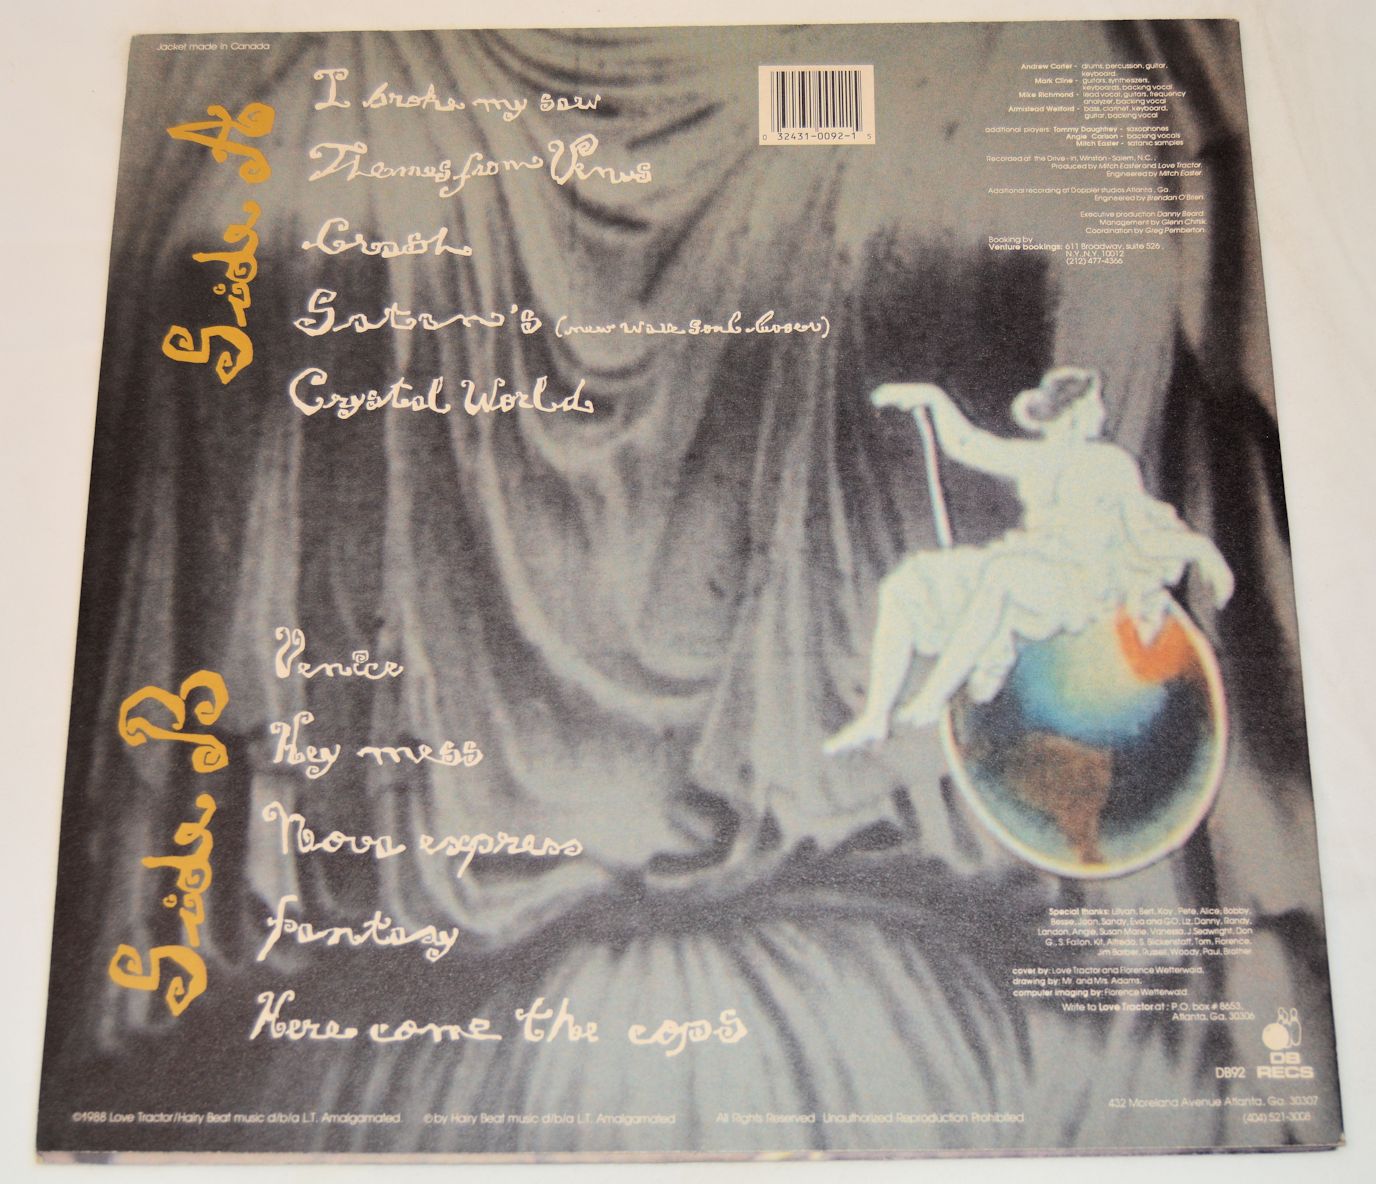 Jacket made in Canada
Side A
I broke my saw
Themes from Venus
Crash
Satan's (new wave soul loser)
Crystal World
Side B
Venice
Hey mess
Nova express
fantasy
Here come the cops
0 32431-0092-1 5
Andrew Carter - drums, percussion, guitar,
keyboard.
Mark Cline - guitars, synthesizers,
keyboards, backing vocal
Mike Richmond - lead vocal, guitars, frequency
analyzer, backing vocal
Armistead Wellford - bass, clarinet, keyboard,
guitar, backing vocal
additional players: Tommy Daughtrey - saxophones
Angie Carlson - backing vocals
Mitch Easter - satanic samples
Recorded at the Drive-in, Winston-Salem, N.C.,
Produced by Mitch Easter and Love Tractor.
Engineered by Mitch Easter.
Additional recording at Doppler studios Atlanta, Ga.
Engineered by Brendan O'Brien.
Executive production Danny Beard.
Management by Glenn
Coordination by Greg Pemberton.
Booking by
Venture bookings: 611 Broadway, suite 526,
N.Y., N.Y. 10012
(212) 477-4366
Special thanks: Lillyan, Bert, Kay, Pete, Alice, Bobby,
Besse, Joan, Sandy, Eva and GO, Liz, Danny, Randy,
Landon, Angie, Susan Marie, Vanessa, J. Seawright, Don
G., S. Fallon, Kit, Alfredo, S. Bickenstaff, Tom, Florence,
Jim Barber, Russell, Woody, Paul, Brother
cover by: Love Tractor and Florence Wetterwald,
drawing by: Mr. and Mrs. Adams,
computer imaging by: Florence Wetterwald.
Write to Love Tractor at: P.O. box # 8653,
Atlanta, Ga. 30306
DB92
DB
RECS
432 Moreland Avenue Atlanta, Ga. 30307
(404) 521-3008
©1988 Love Tractor/Hairy Beat music d/b/a L.T. Amalgamated. ©by Hairy Beat music d/b/a L.T. Amalgamated All Rights Reserved. Unauthorized Reproduction Prohibited.